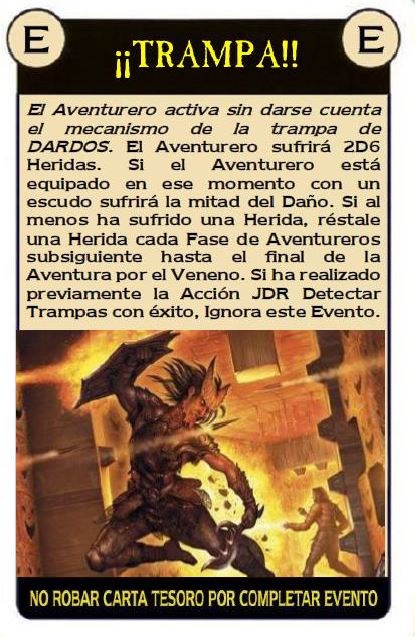 E E
¡¡TRAMPA!!
El Aventurero activa sin darse cuenta
el mecanismo de la trampa de
DARDOS. El Aventurero sufrirá 2D6
Heridas. Si el Aventurero está
equipado en ese momento con un
escudo sufrirá la mitad del Daño. Si al
menos ha sufrido una Herida, réstale
una Herida cada Fase de Aventureros
subsiguiente hasta el final de la
Aventura por el Veneno. Si ha realizado
previamente la Acción JDR Detectar
Trampas con éxito, Ignora este Evento.
NO ROBAR CARTA TESORO POR COMPLETAR EVENTO